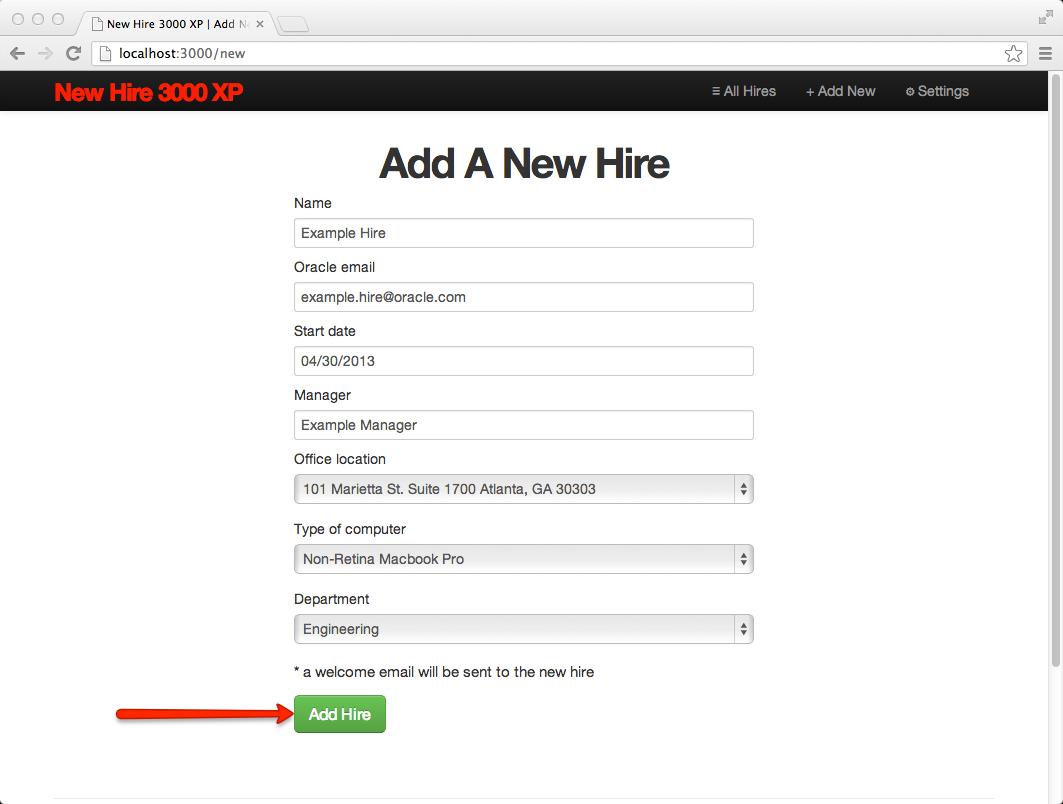 New Hire 3000 XP | Add N
localhost:3000/new
New Hire 3000 XP
≡ All Hires + Add New ⚙ Settings
Add A New Hire
Name
Example Hire
Oracle email
example.hire@oracle.com
Start date
04/30/2013
Manager
Example Manager
Office location
101 Marietta St. Suite 1700 Atlanta, GA 30303
Type of computer
Non-Retina Macbook Pro
Department
Engineering
* a welcome email will be sent to the new hire
Add Hire